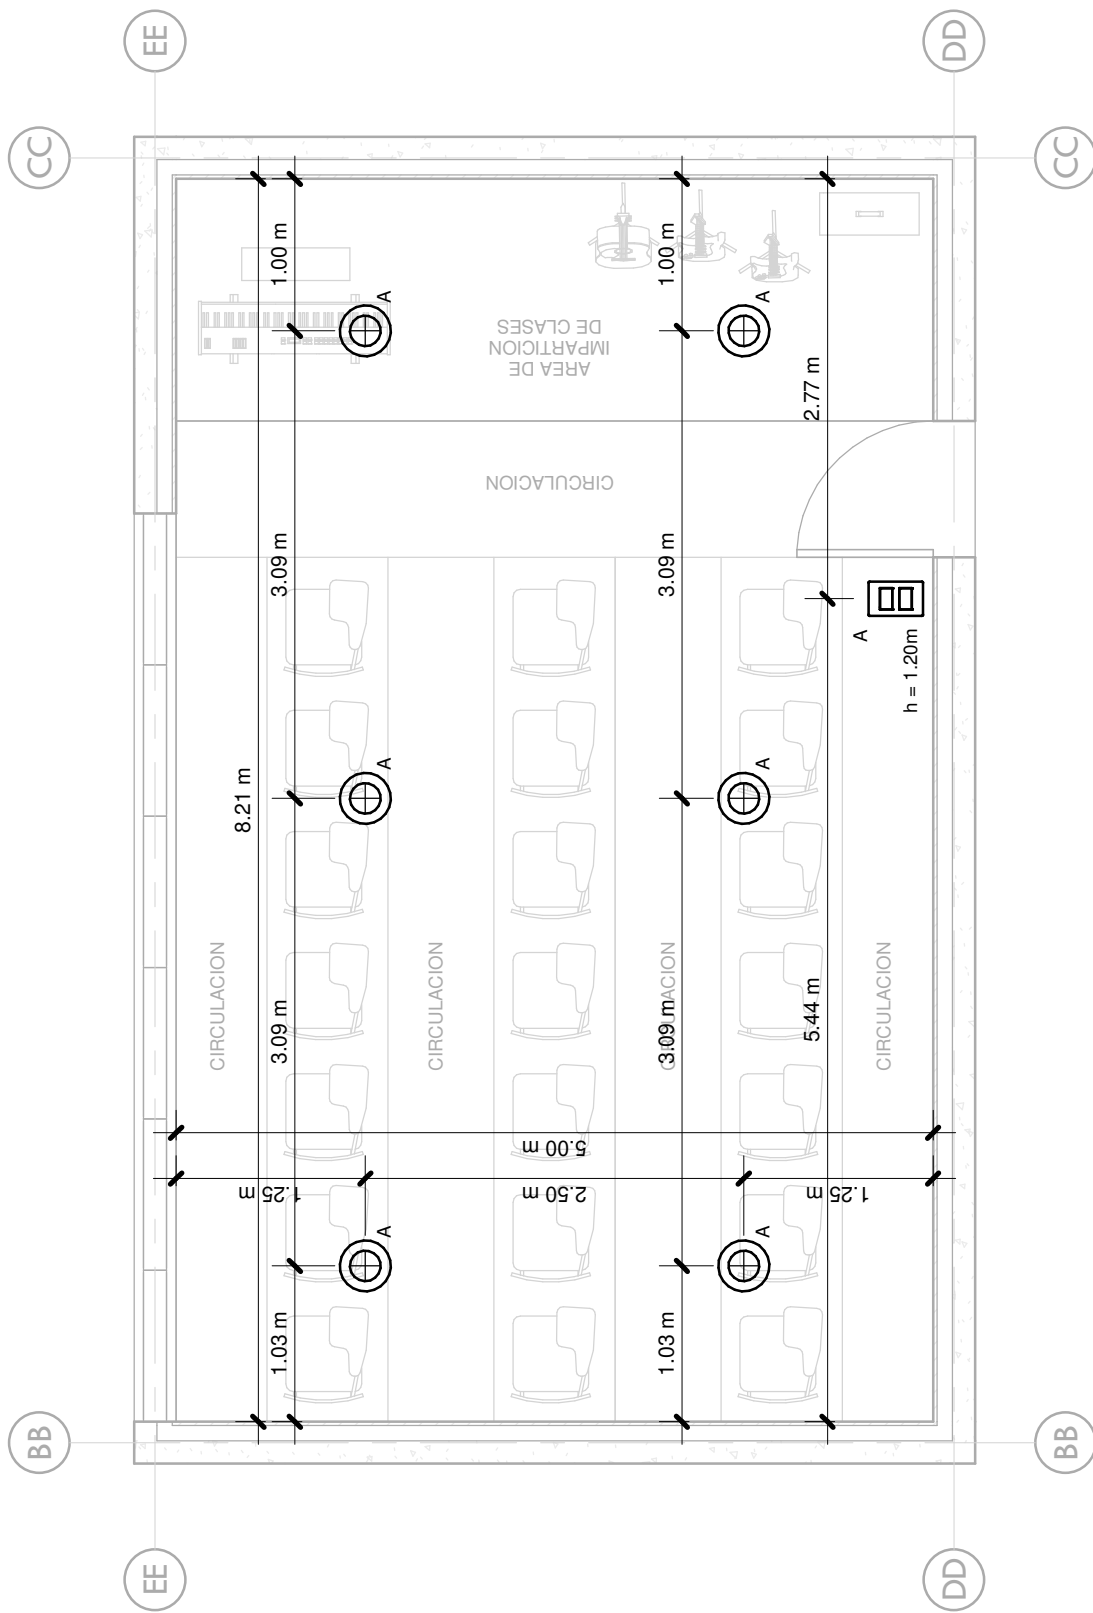 EE
DD
CC
CC
1.00 m
1.00 m
A
A
AREA DE
IMPARTICION
DE CLASES
2.77 m
CIRCULACION
3.09 m
3.09 m
A
h = 1.20m
A
A
8.21 m
CIRCULACION
CIRCULACION
CIRCULACION
CIRCULACION
3.09 m
3.09 m
5.44 m
5.00 m
1.25 m
2.50 m
1.25 m
A
A
1.03 m
1.03 m
BB
BB
EE
DD